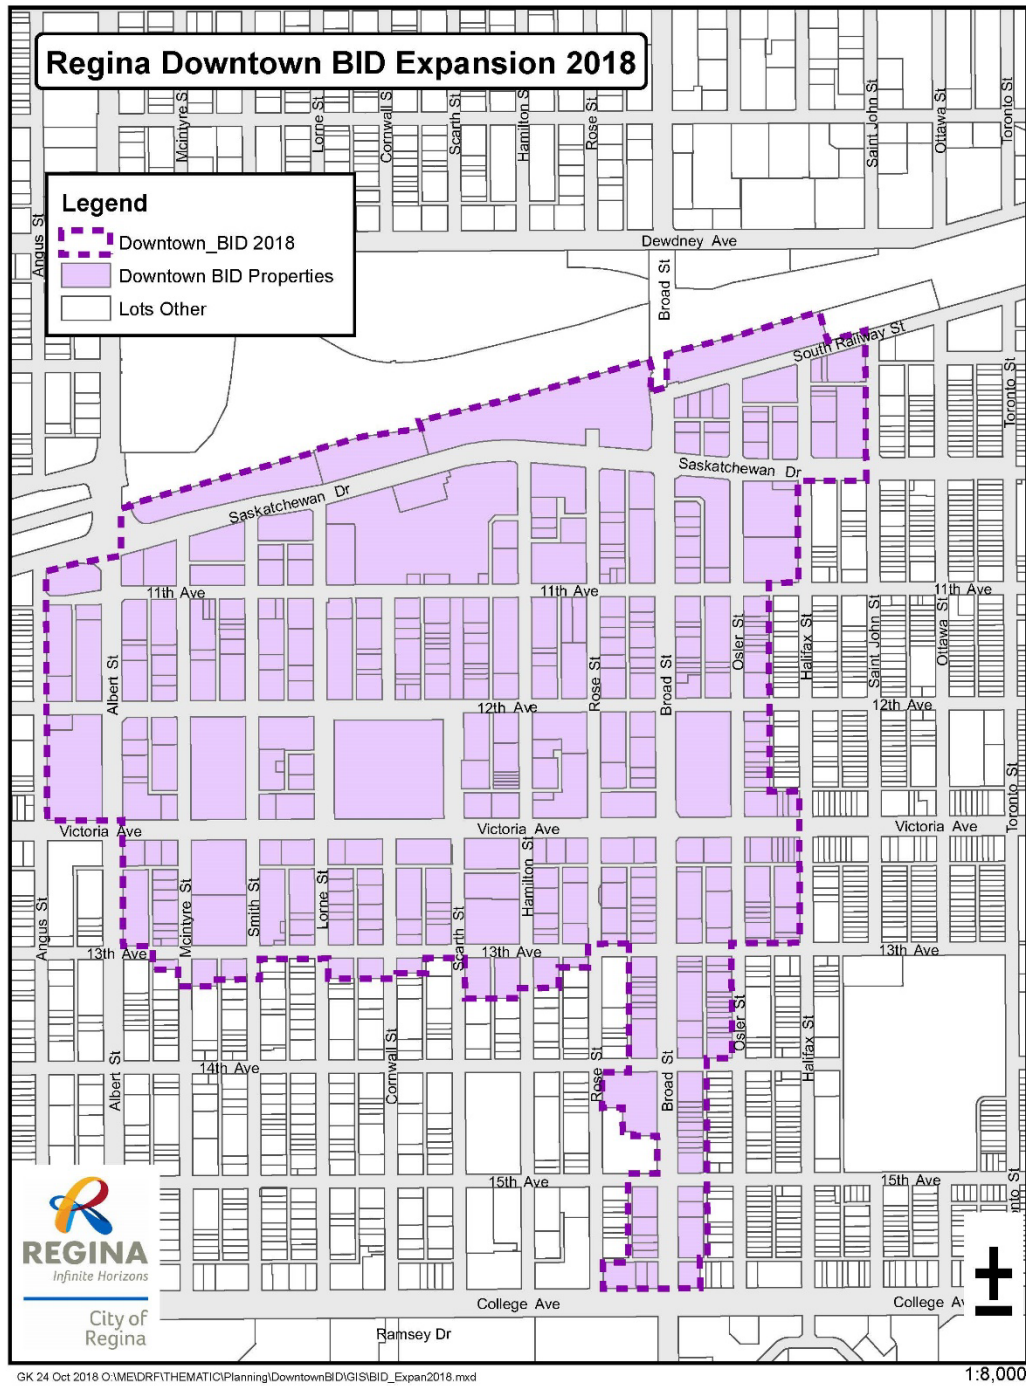 Regina Downtown BID Expansion 2018
Mcintyre S
Lorne St
Cornwall S
Scarth St
Hamilton S
Rose St
Saint John St
Ottawa St
Toronto St
Legend
Downtown_BID 2018
Downtown BID Properties
Lots Other
Angus St
Dewdney Ave
Broad St
South Railway St
Toronto St
Saskatchewan Dr
Saskatchewan Dr
11th Ave
11th Ave
11th Ave
Albert St
Rose St
Broad St
Osler St
Halifax St
Saint John St
Ottawa St
12th Ave
12th Ave
Victoria Ave
Victoria Ave
Victoria Ave
Toronto St
Angus St
Mcintyre St
Smith St
Lorne St
Scarth St
Hamilton St
13th Ave
13th Ave
13th Ave
Albert St
14th Ave
Cornwall St
Rose St
Broad St
Osler St
Halifax St
15th Ave
15th Ave
nto St
REGINA
Infinite Horizons
City of
Regina
College Ave
College Av
Ramsey Dr
GK 24 Oct 2018 O:\ME\DRF\THEMATIC\Planning\DowntownBID\GIS\BID_Expan2018.mxd
1:8,000